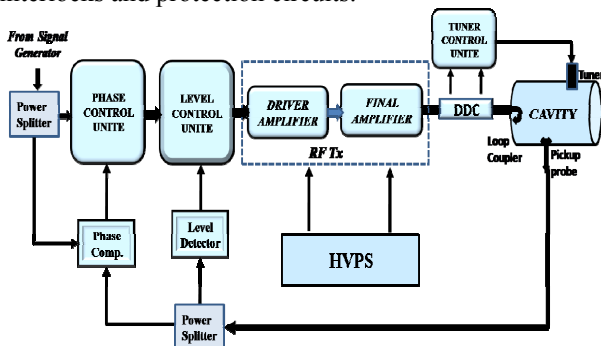 interlocks and protection circuits.
From Signal
Generator
Power
Splitter
PHASE
CONTROL
UNITE
LEVEL
CONTROL
UNITE
DRIVER
AMPLIFIER
FINAL
AMPLIFIER
RF Tx
TUNER
CONTROL
UNITE
DDC
Tuner
CAVITY
Loop
Coupler
Pickup
probe
Phase
Comp.
Level
Detector
HVPS
Power
Splitter